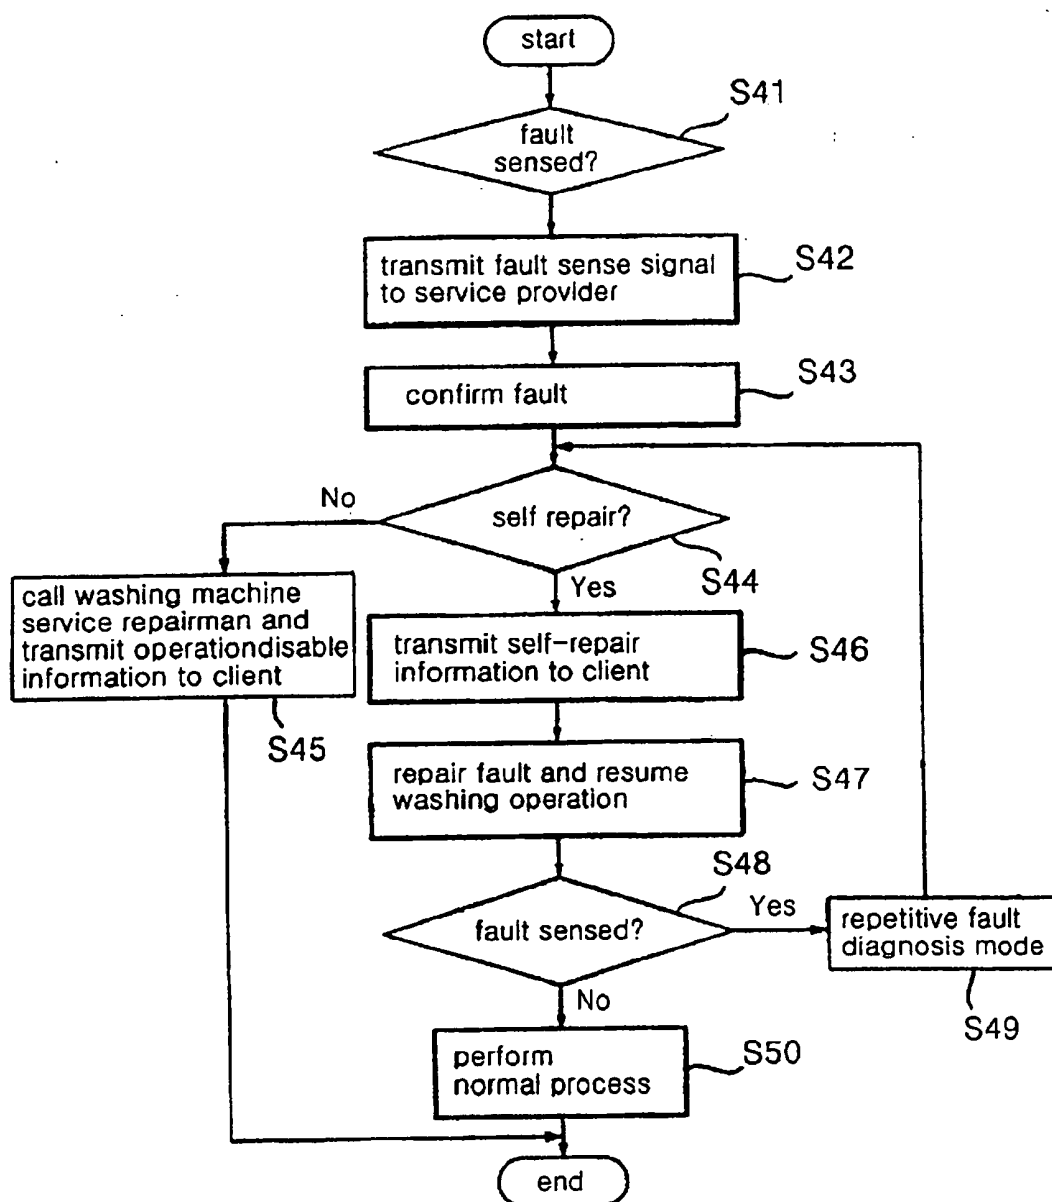 start
S41
fault
sensed?
transmit fault sense signal
to service provider
S42
confirm fault
S43
No
self repair?
S44
Yes
call washing machine
service repairman and
transmit operationdisable
information to client
S45
transmit self-repair
information to client
S46
repair fault and resume
washing operation
S47
S48
fault sensed?
Yes
repetitive fault
diagnosis mode
S49
No
perform
normal process
S50
end